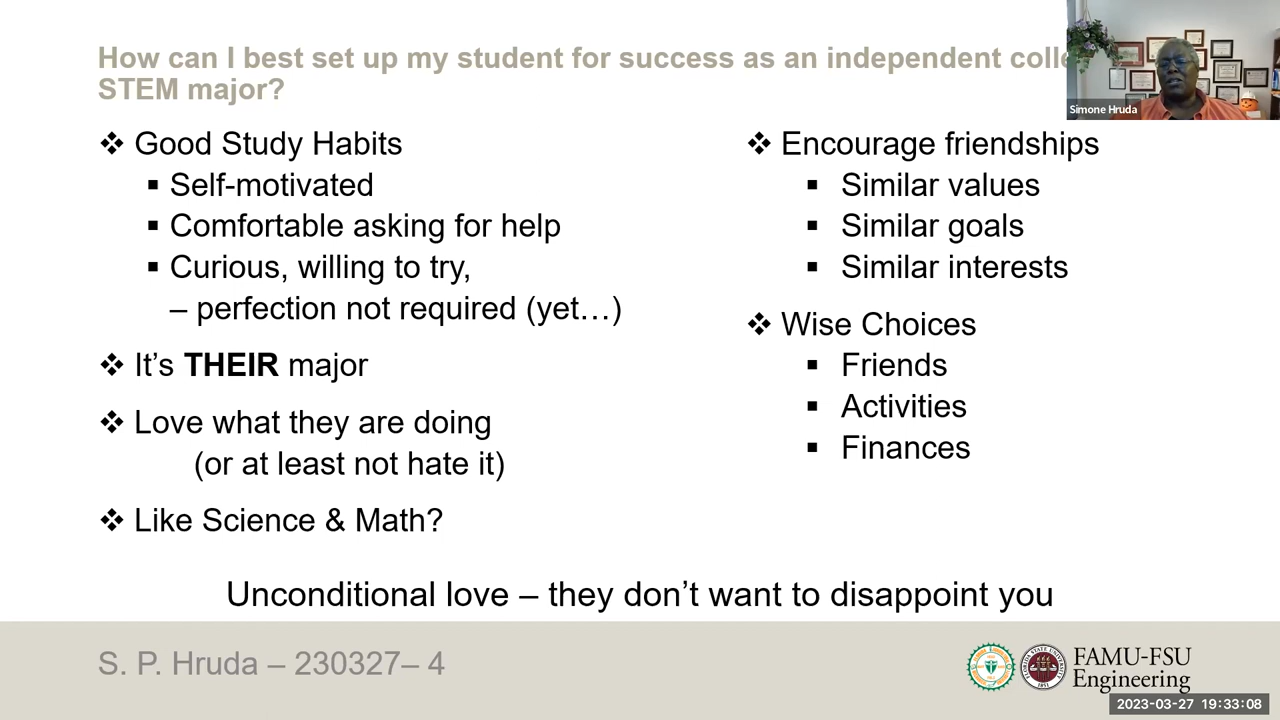 How can I best set up my student for success as an independent
STEM major?
Simone Hruda
❖ Good Study Habits
▪ Self-motivated
▪ Comfortable asking for help
▪ Curious, willing to try,
– perfection not required (yet…)
❖ It’s THEIR major
❖ Love what they are doing
(or at least not hate it)
❖ Like Science & Math?
❖ Encourage friendships
▪ Similar values
▪ Similar goals
▪ Similar interests
❖ Wise Choices
▪ Friends
▪ Activities
▪ Finances
Unconditional love – they don’t want to disappoint you
S. P. Hruda – 230327– 4
FAMU-FSU
Engineering
2023-03-27 19:33:08